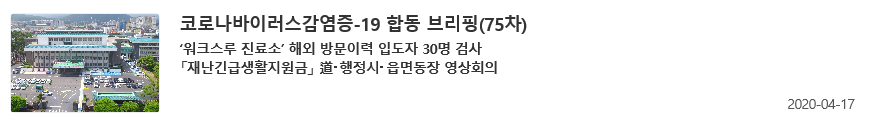 코로나바이러스감염증-19 합동 브리핑(75차)
‘워크스루 진료소’ 해외 방문이력 입도자 30명 검사
「재난긴급생활지원금」 道·행정시·읍면동장 영상회의
2020-04-17